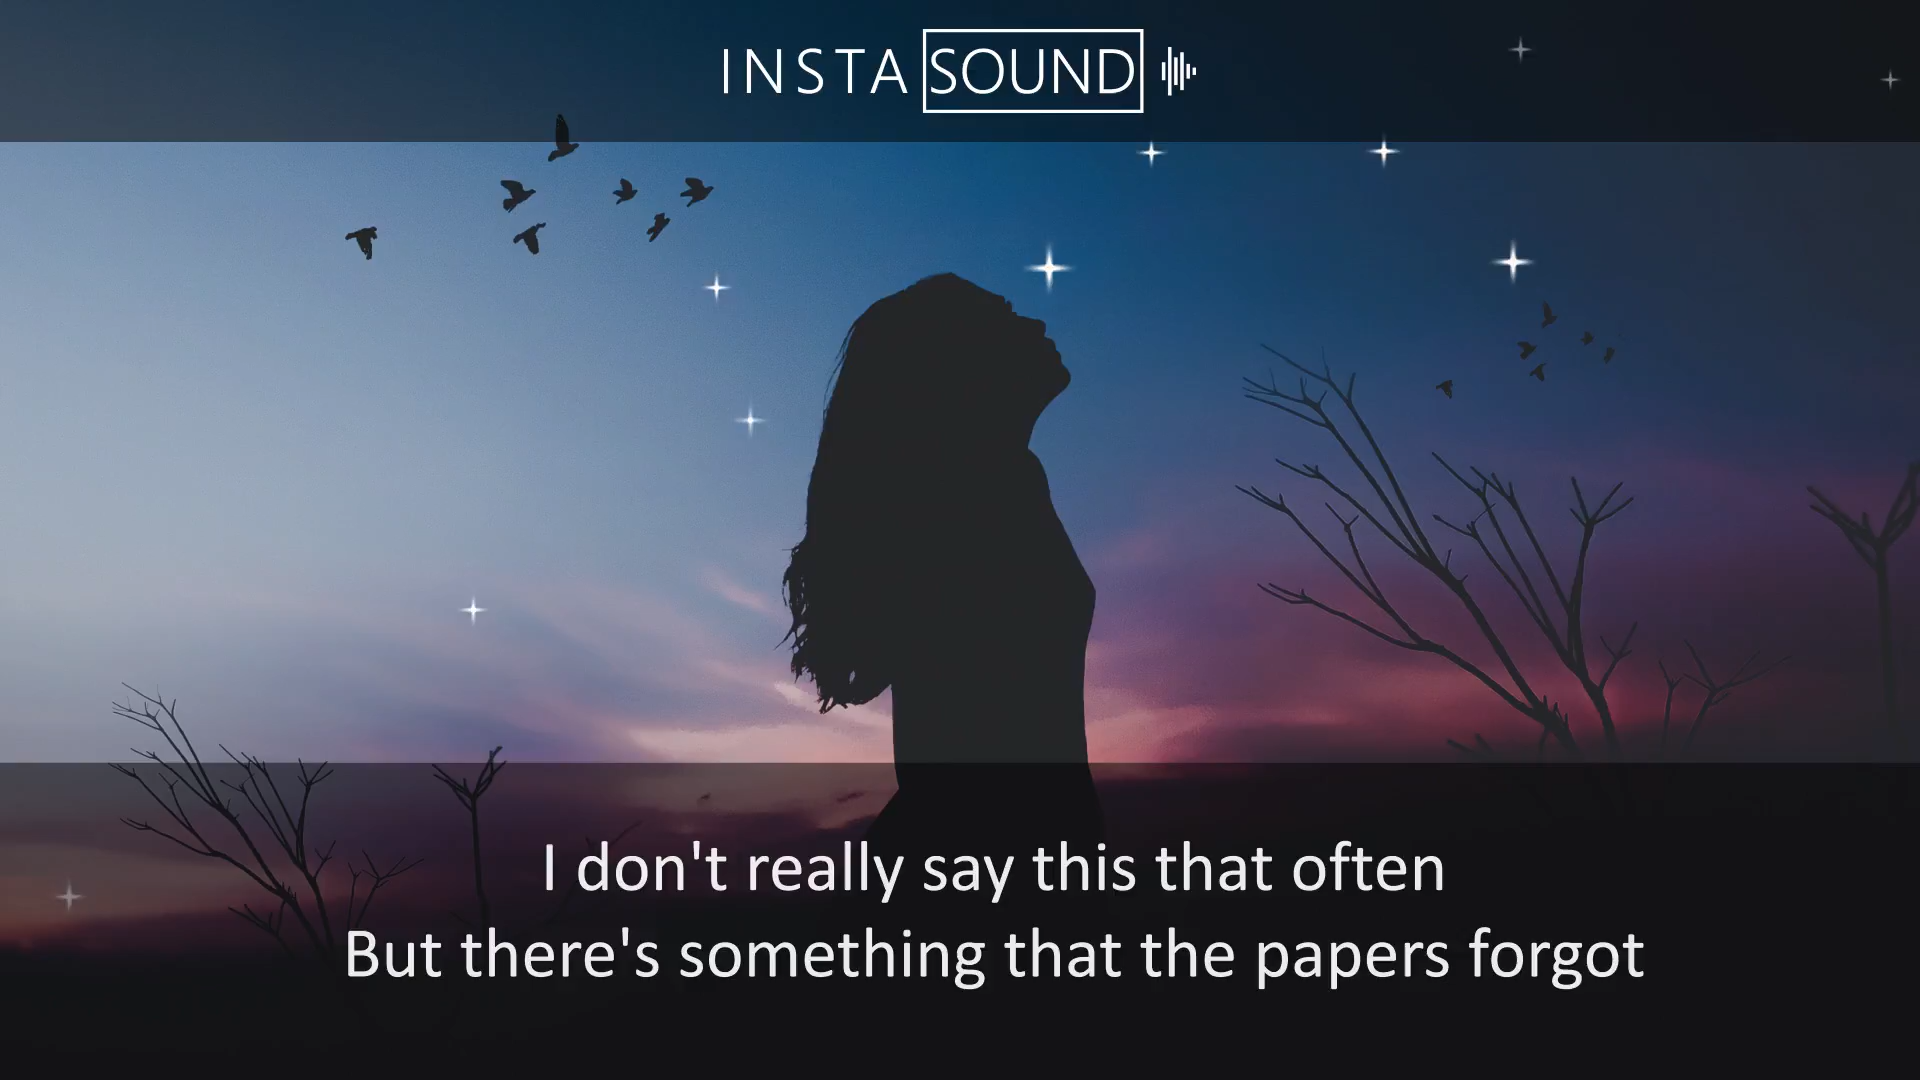 INSTA SOUND
I don't really say this that often
But there's something that the papers forgot